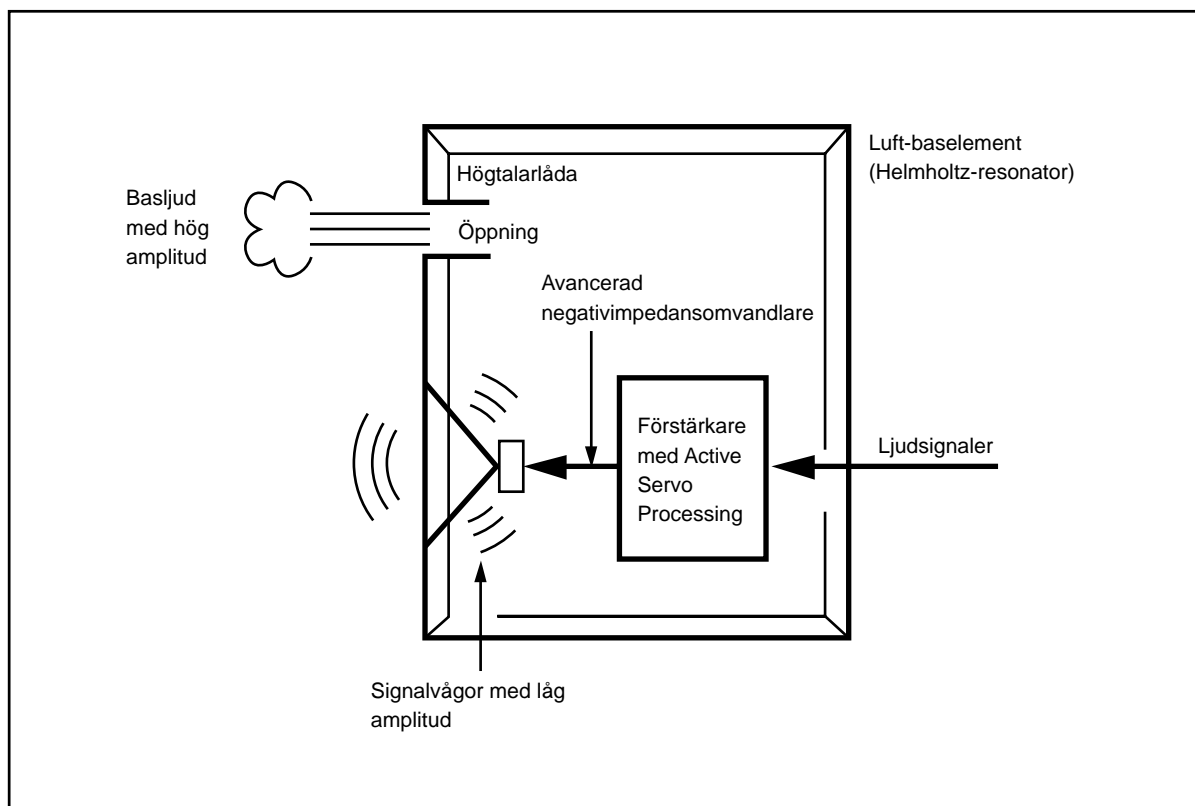 Luft-baselement
(Helmholtz-resonator)
Högtalarlåda
Basljud
med hög
amplitud
Öppning
Avancerad
negativimpedansomvandlare
Förstärkare
med Active
Servo
Processing
Ljudsignaler
Signalvågor med låg
amplitud